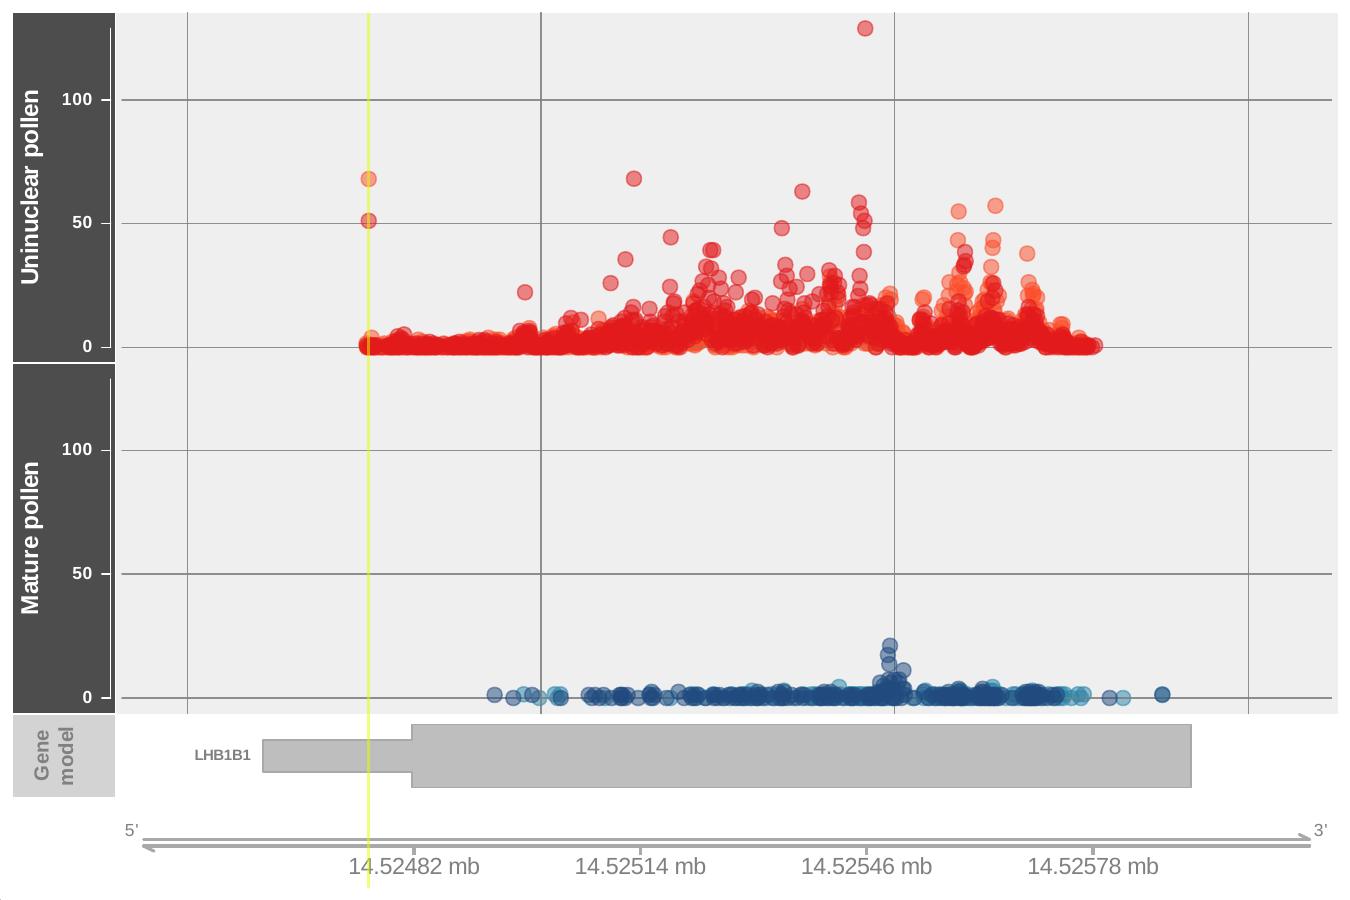 Uninuclear pollen
100
50
0
Mature pollen
100
50
0
Gene
model
LHB1B1
5'
3'
14.52482 mb
14.52514 mb
14.52546 mb
14.52578 mb